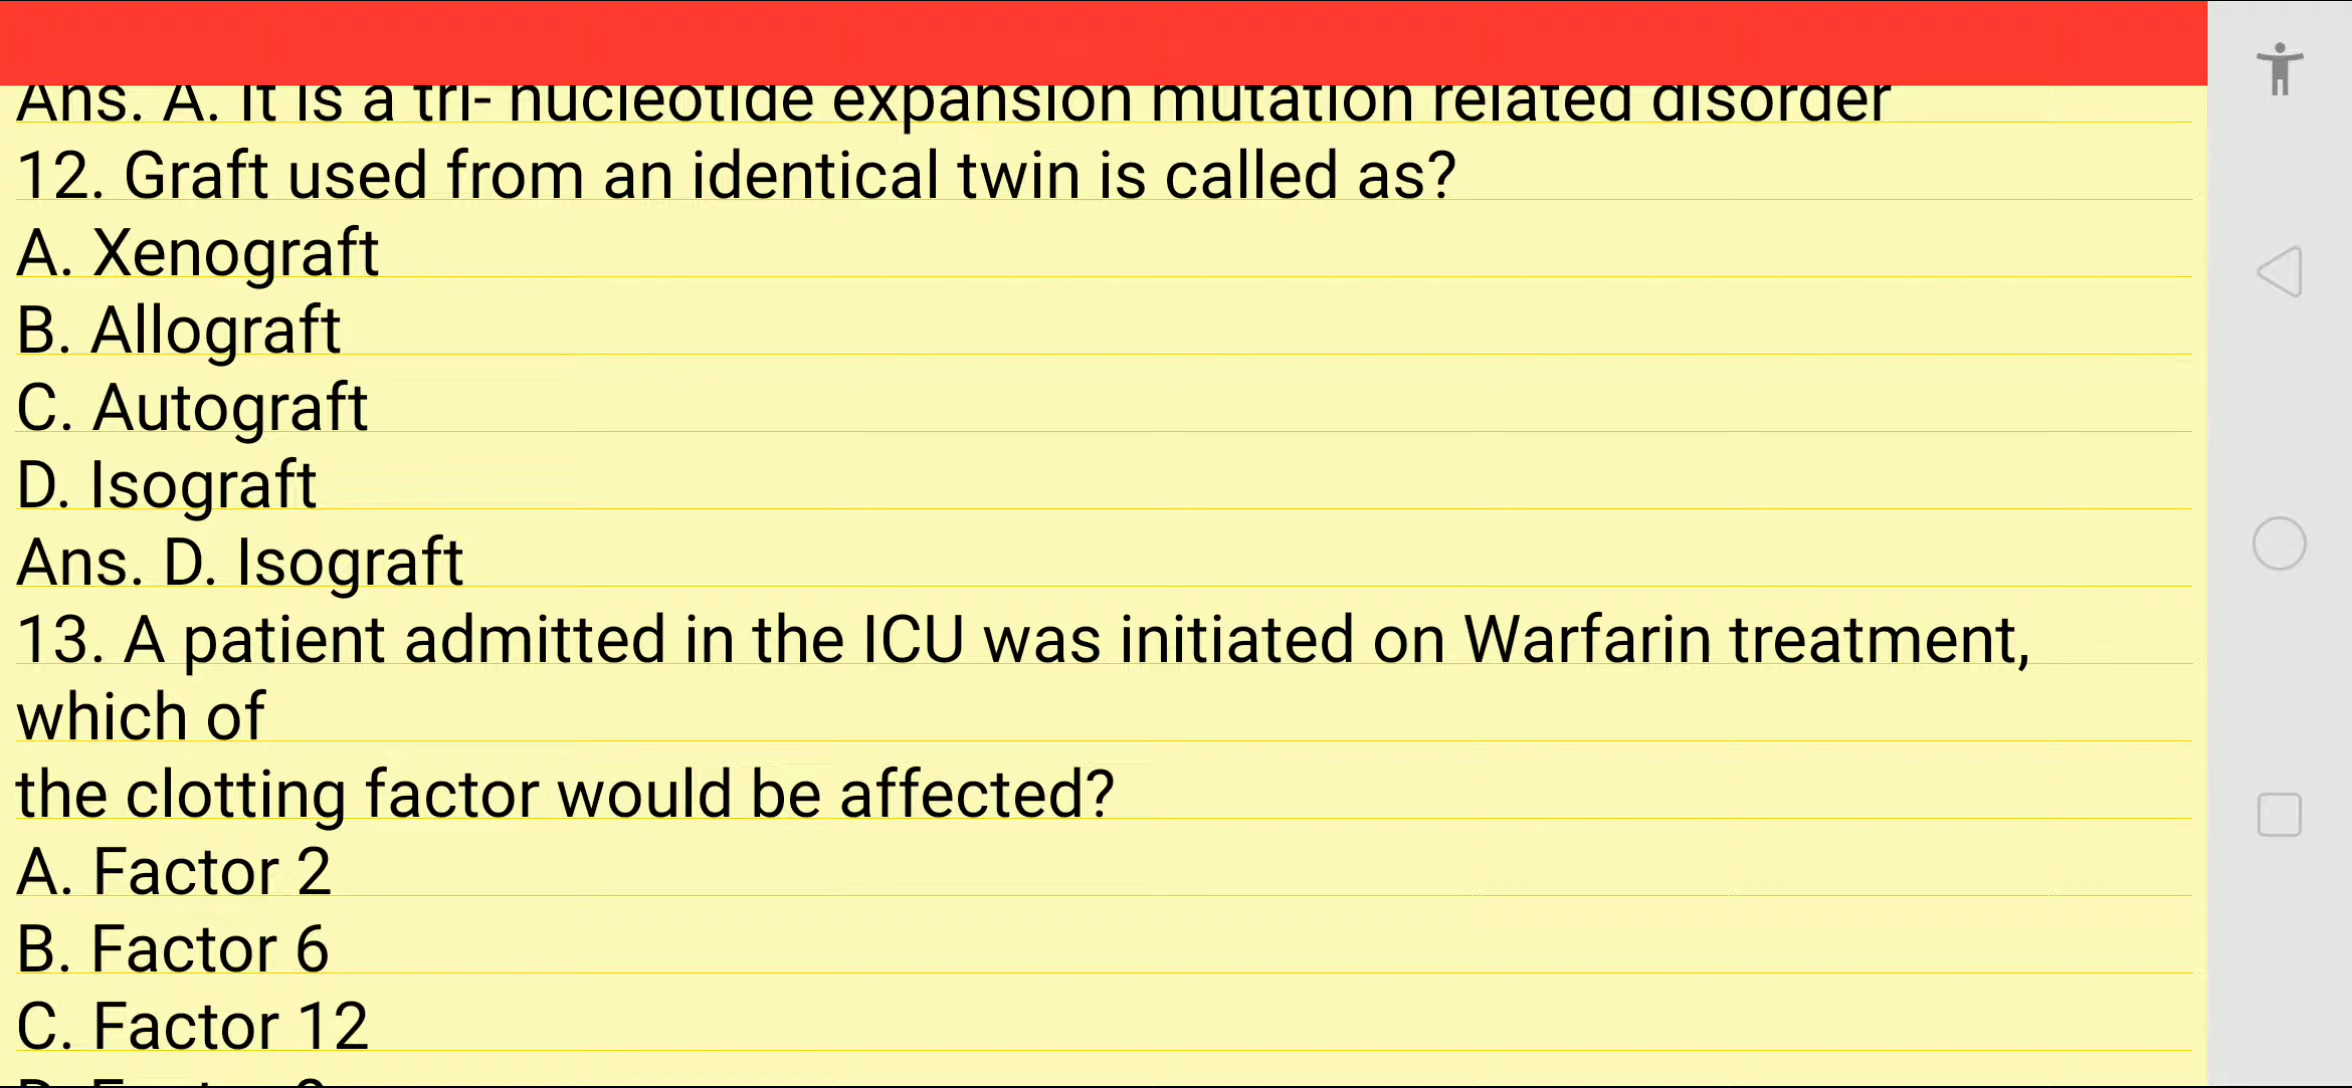 Ans. A. It is a tri- nucleotide expansion mutation related disorder
12. Graft used from an identical twin is called as?
A. Xenograft
B. Allograft
C. Autograft
D. Isograft
Ans. D. Isograft
13. A patient admitted in the ICU was initiated on Warfarin treatment,
which of
the clotting factor would be affected?
A. Factor 2
B. Factor 6
C. Factor 12